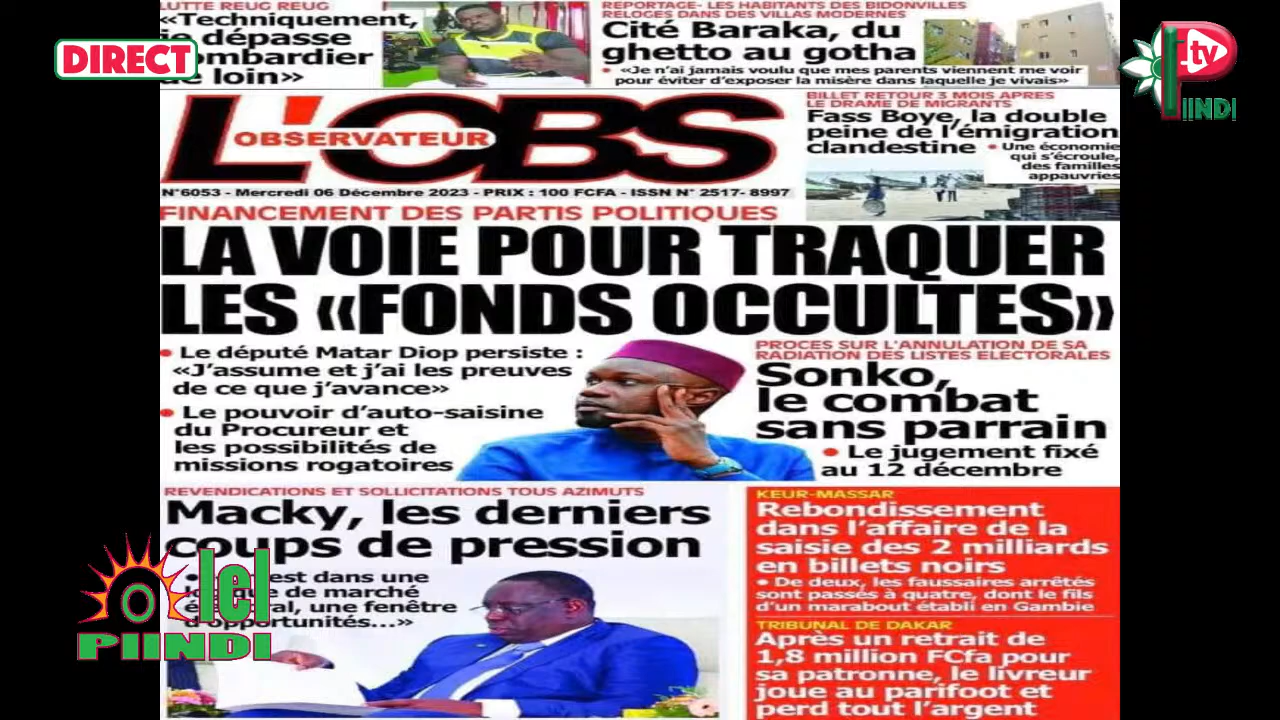 LUTTE REUG REUG
«Techniquement,
je dépasse
ombardier
loin»
REPORTAGE- LES HABITANTS DES BIDONVILLES
RELOGES DANS DES VILLAS MODERNES
Cité Baraka, du
ghetto au gotha
• «Je n'ai jamais voulu que mes parents viennent me voir
pour éviter d'exposer la misère dans laquelle je vivais»
DIRECT
tv
PIINDI
L'OBS
OBSERVATEUR
N°6053 - Mercredi 06 Décembre 2023 - PRIX : 100 FCFA - ISSN N° 2517- 8997
BILLET RETOUR 3 MOIS APRES
LE DRAME DE MIGRANTS
Fass Boye, la double
peine de l'émigration
clandestine
• Une économie
qui s'écroule,
des familles
appauvries
FINANCEMENT DES PARTIS POLITIQUES
LA VOIE POUR TRAQUER
LES «FONDS OCCULTES»
• Le député Matar Diop persiste :
«J'assume et j'ai les preuves
de ce que j'avance»
• Le pouvoir d'auto-saisine
du Procureur et
les possibilités de
missions rogatoires
PROCES SUR L'ANNULATION DE SA
RADIATION DES LISTES ELECTORALES
Sonko,
le combat
sans parrain
• Le jugement fixé
au 12 décembre
REVENDICATIONS ET SOLLICITATIONS TOUS AZIMUTS
Macky, les derniers
coups de pression
est dans une
de marché
une fenêtre
d'opportunités...»
KEUR-MASSAR
Rebondissement
dans l'affaire de la
saisie des 2 milliards
en billets noirs
• De deux, les faussaires arrêtés
sont passés à quatre, dont le fils
d'un marabout établi en Gambie
TRIBUNAL DE DAKAR
Après un retrait de
1,8 million FCfa pour
sa patronne, le livreur
joue au parifoot et
perd tout l'argent
lel
PIINDI